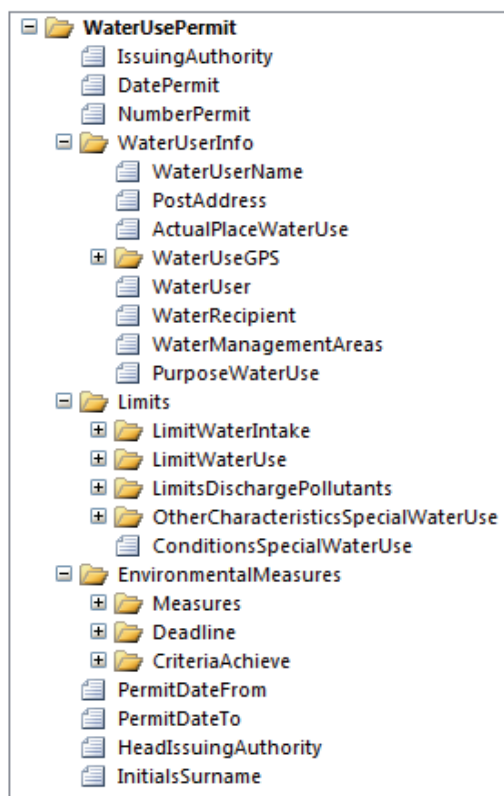 WaterUsePermit
IssuingAuthority
DatePermit
NumberPermit
WaterUserInfo
WaterUserName
PostAddress
ActualPlaceWaterUse
WaterUseGPS
WaterUser
WaterRecipient
WaterManagementAreas
PurposeWaterUse
Limits
LimitWaterIntake
LimitWaterUse
LimitsDischargePollutants
OtherCharacteristicsSpecialWaterUse
ConditionsSpecialWaterUse
EnvironmentalMeasures
Measures
Deadline
CriteriaAchieve
PermitDateFrom
PermitDateTo
HeadIssuingAuthority
InitialsSurname